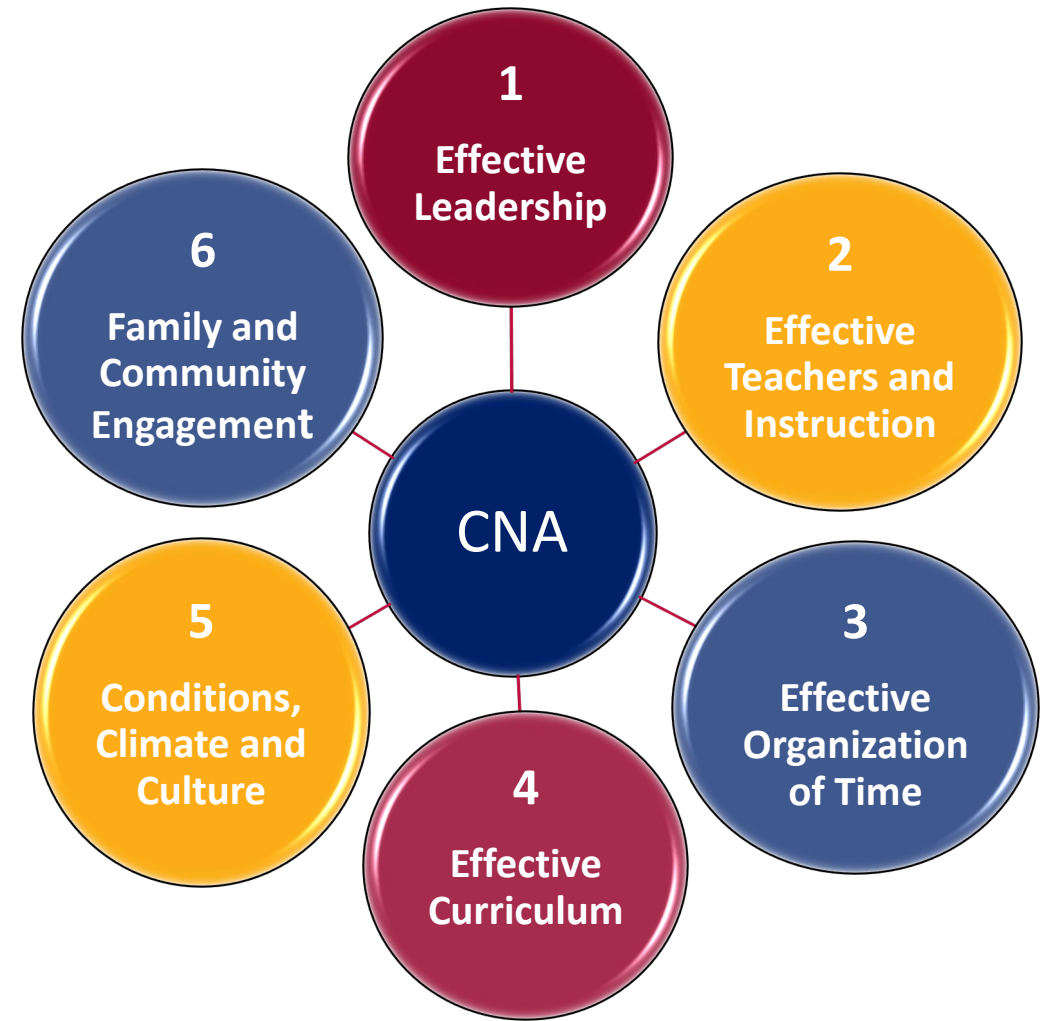 1
Effective
Leadership
2
Effective
Teachers and
Instruction
3
Effective
Organization
of Time
4
Effective
Curriculum
5
Conditions,
Climate and
Culture
6
Family and
Community
Engagement
CNA